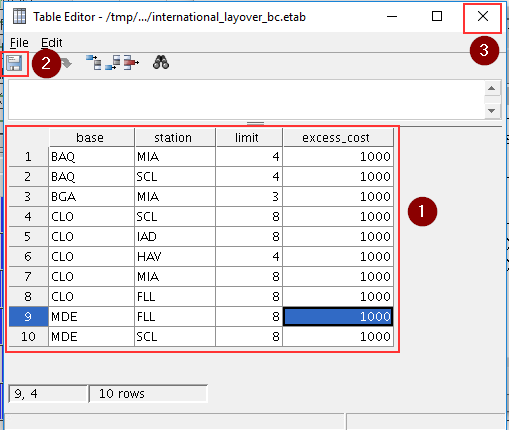 Table Editor - /tmp/.../international_layover_bc.etab
3
File Edit
2
base station limit excess_cost
1 BAQ MIA 4 1000
2 BAQ SCL 4 1000
3 BGA MIA 3 1000
4 CLO SCL 8 1000
1
5 CLO IAD 8 1000
6 CLO HAV 4 1000
7 CLO MIA 8 1000
8 CLO FLL 8 1000
9 MDE FLL 8 1000
10 MDE SCL 8 1000
9, 4 10 rows